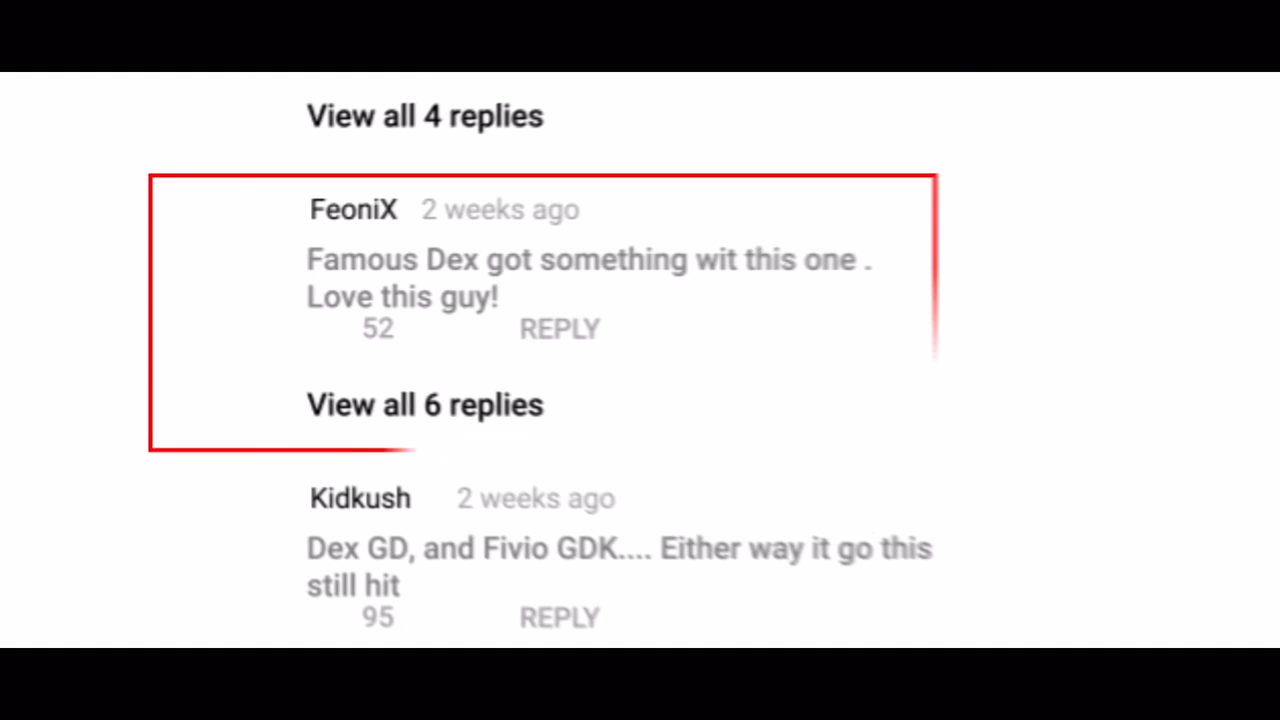 View all 4 replies
FeoniX 2 weeks ago
Famous Dex got something wit this one .
Love this guy!
52 REPLY
View all 6 replies
Kidkush 2 weeks ago
Dex GD, and Fivio GDK.... Either way it go this
still hit
95 REPLY